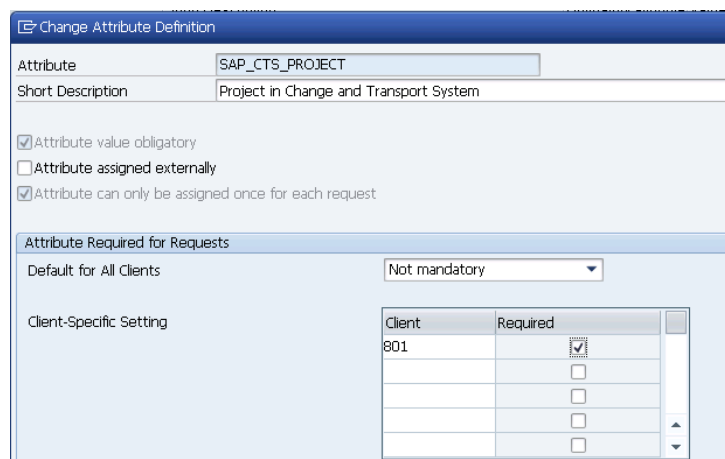 Change Attribute Definition
Attribute SAP_CTS_PROJECT
Short Description Project in Change and Transport System
Attribute value obligatory
Attribute assigned externally
Attribute can only be assigned once for each request
Attribute Required for Requests
Default for All Clients Not mandatory
Client-Specific Setting Client Required
801